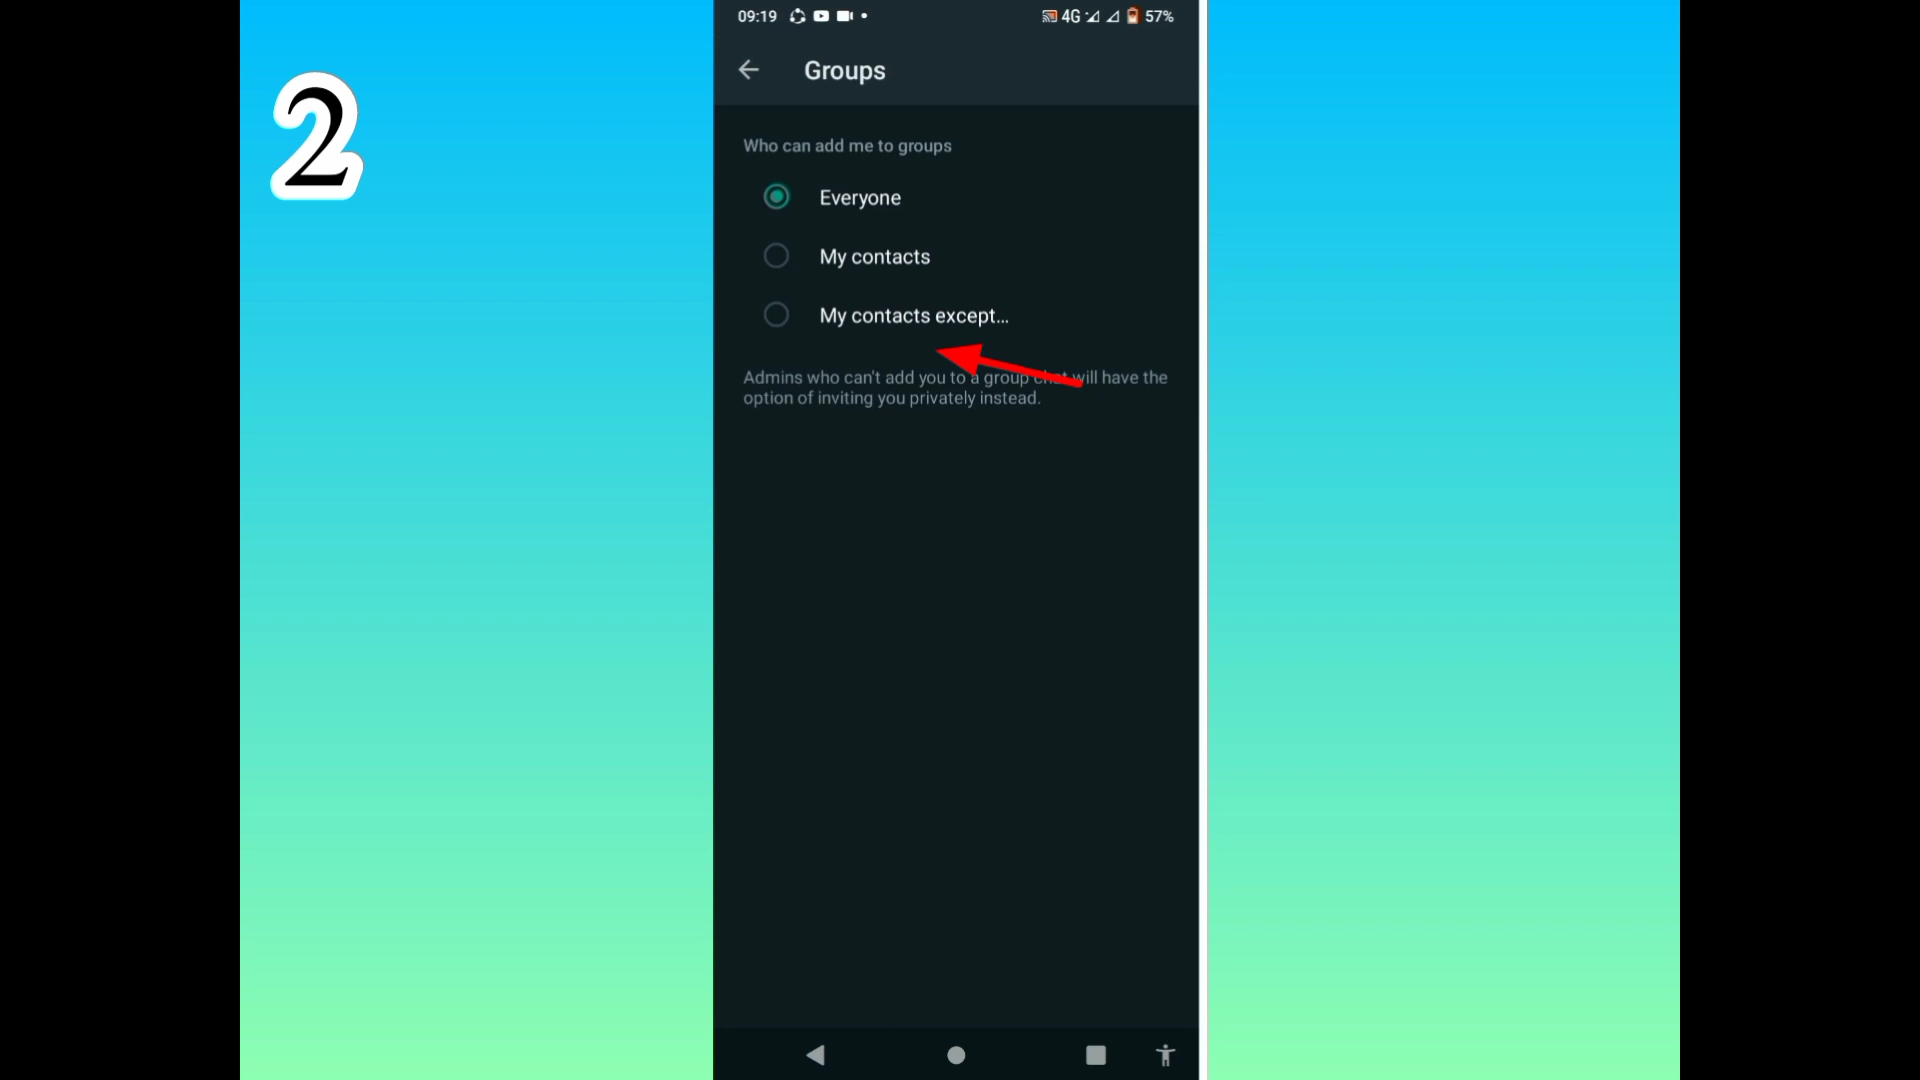 2
09:19
4G
57%
Groups
Who can add me to groups
Everyone
My contacts
My contacts except...
Admins who can't add you to a group chat will have the
option of inviting you privately instead.